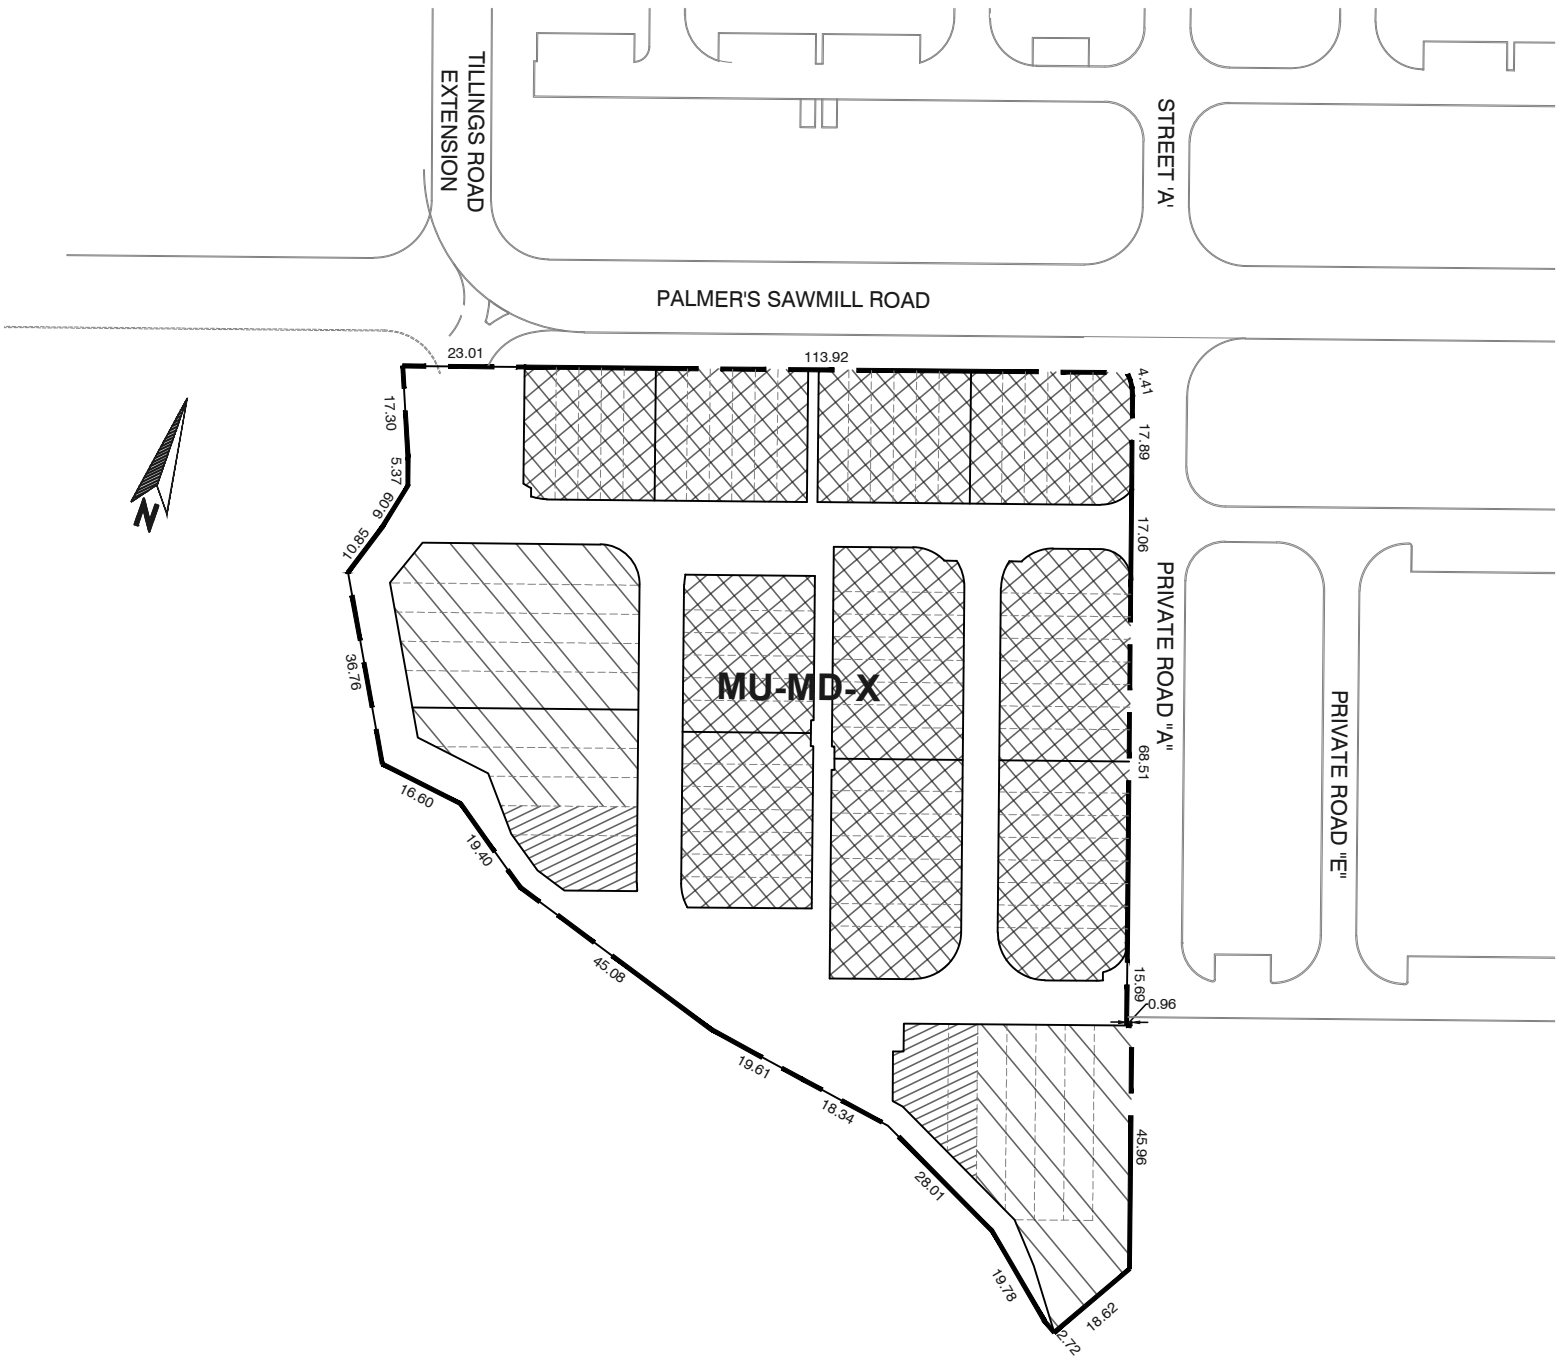 TILLINGS ROAD
EXTENSION
STREET 'A'
PALMER'S SAWMILL ROAD
23.01
113.92
4.41
17.30
17.89
5.37
9.09
10.85
17.06
N
PRIVATE ROAD "A"
36.76
MU-MD-X
PRIVATE ROAD "E"
68.51
16.60
19.40
45.08
15.69
0.96
19.61
18.34
45.96
28.01
19.78
18.62
2.72